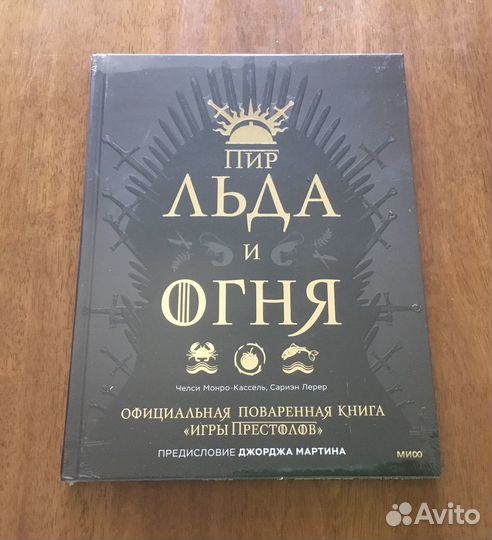 Пир
ЛЬДА
и
ОГНЯ
Челси Монро-Кассель, Сариэн Лерер
ОФИЦИАЛЬНАЯ ПОВАРЕННАЯ КНИГА
«ИГРЫ ПРЕСТОЛОВ»
ПРЕДИСЛОВИЕ ДЖОРДЖА МАРТИНА
МИФ
Avito